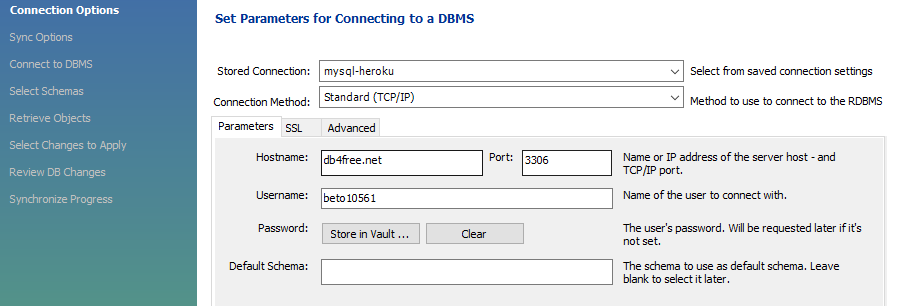 Connection Options
Sync Options
Connect to DBMS
Select Schemas
Retrieve Objects
Select Changes to Apply
Review DB Changes
Synchronize Progress
Set Parameters for Connecting to a DBMS
Stored Connection: mysql-heroku Select from saved connection settings
Connection Method: Standard (TCP/IP) Method to use to connect to the RDBMS
Parameters SSL Advanced
Hostname: db4free.net Port: 3306 Name or IP address of the server host - and
TCP/IP port.
Username: beto10561 Name of the user to connect with.
Password: Store in Vault ... Clear The user's password. Will be requested later if it's
not set.
Default Schema: The schema to use as default schema. Leave
blank to select it later.